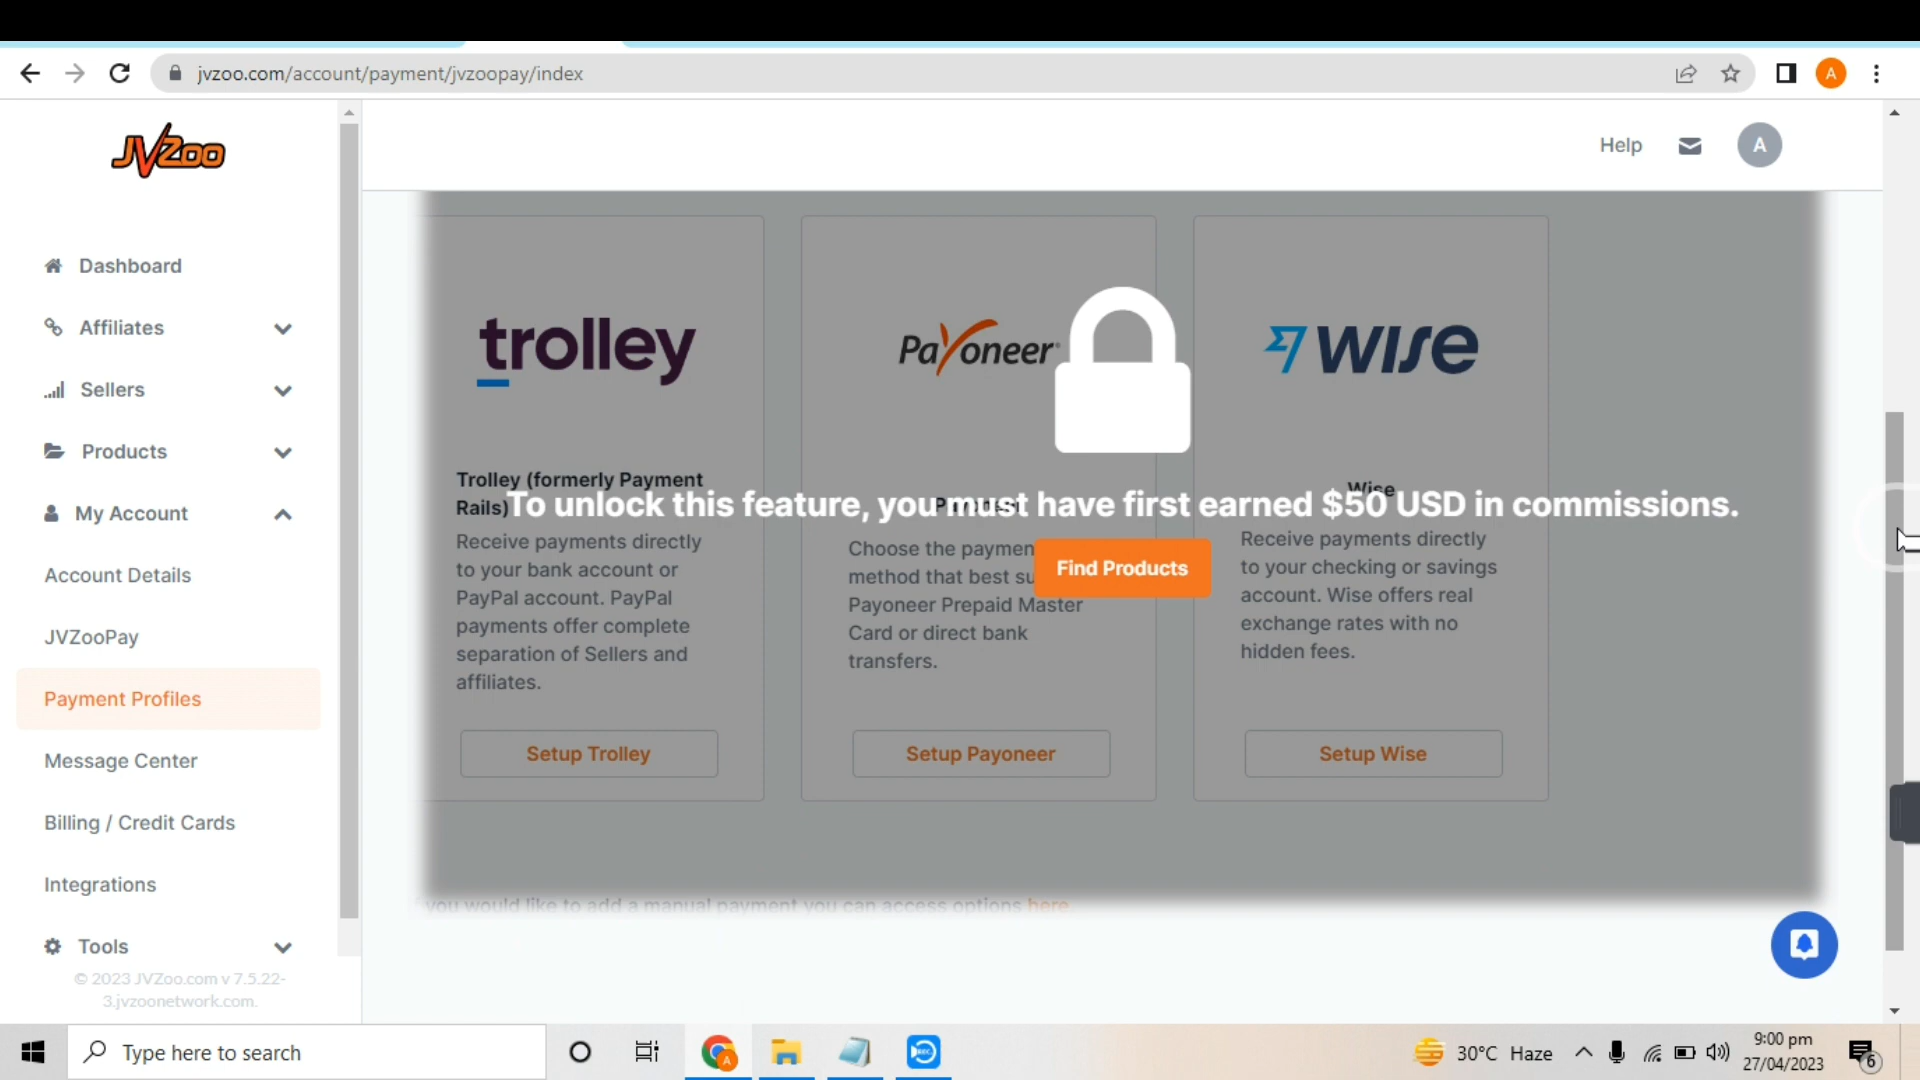 jvzoo.com/account/payment/jvzoopay/index
A
JVZoo
Help
A
Dashboard
Affiliates
Sellers
Products
My Account
Account Details
JVZooPay
Payment Profiles
Message Center
Billing / Credit Cards
Integrations
Tools
© 2023 JVZoo.com v 7.5.22-
3.jvzoonetwork.com.
trolley
Trolley (formerly Payment
Rails)
Receive payments directly
to your bank account or
PayPal account. PayPal
payments offer complete
separation of Sellers and
affiliates.
Setup Trolley
Payoneer
Payoneer
Choose the paymen
method that best su
Payoneer Prepaid Master
Card or direct bank
transfers.
Setup Payoneer
WISE
Wise
Receive payments directly
to your checking or savings
account. Wise offers real
exchange rates with no
hidden fees.
Setup Wise
To unlock this feature, you must have first earned $50 USD in commissions.
Find Products
you would like to add a manual payment you can access options here.
Type here to search
A
REC
30°C Haze
9:00 pm
27/04/2023
6